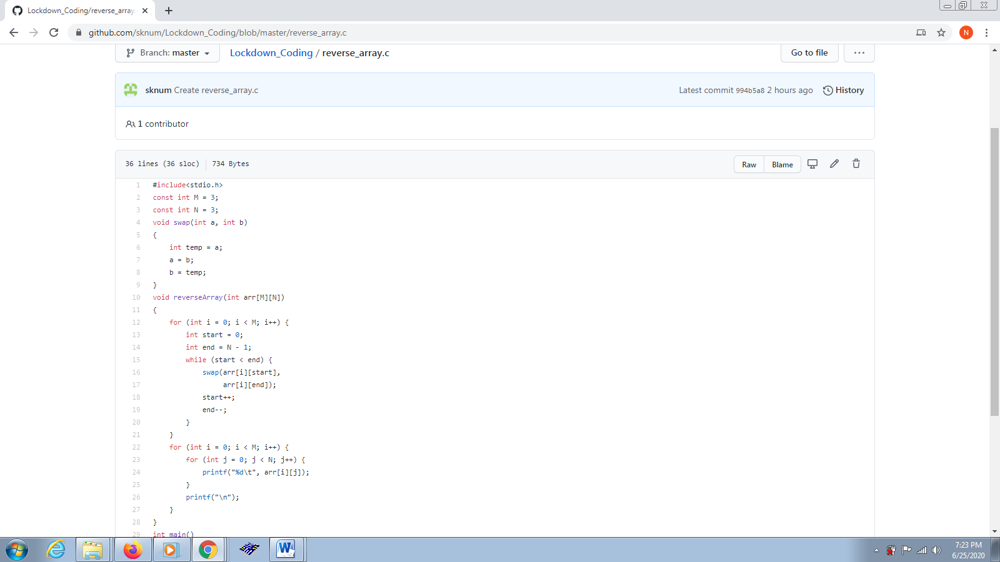 Lockdown_Coding/reverse_array.
github.com/sknum/Lockdown_Coding/blob/master/reverse_array.c
N
Branch: master
Lockdown_Coding / reverse_array.c
Go to file
sknum Create reverse_array.c
Latest commit 994b5a8 2 hours ago
History
1 contributor
36 lines (36 sloc)
734 Bytes
Raw
Blame
1 #include<stdio.h>
2 const int M = 3;
3 const int N = 3;
4 void swap(int a, int b)
5 {
6     int temp = a;
7     a = b;
8     b = temp;
9 }
10 void reverseArray(int arr[M][N])
11 {
12     for (int i = 0; i < M; i++) {
13         int start = 0;
14         int end = N - 1;
15         while (start < end) {
16             swap(arr[i][start],
17                  arr[i][end]);
18             start++;
19             end--;
20         }
21     }
22     for (int i = 0; i < M; i++) {
23         for (int j = 0; j < N; j++) {
24             printf("%d\t", arr[i][j]);
25         }
26         printf("\n");
27     }
28 }
29 int main()
7:23 PM
6/25/2020